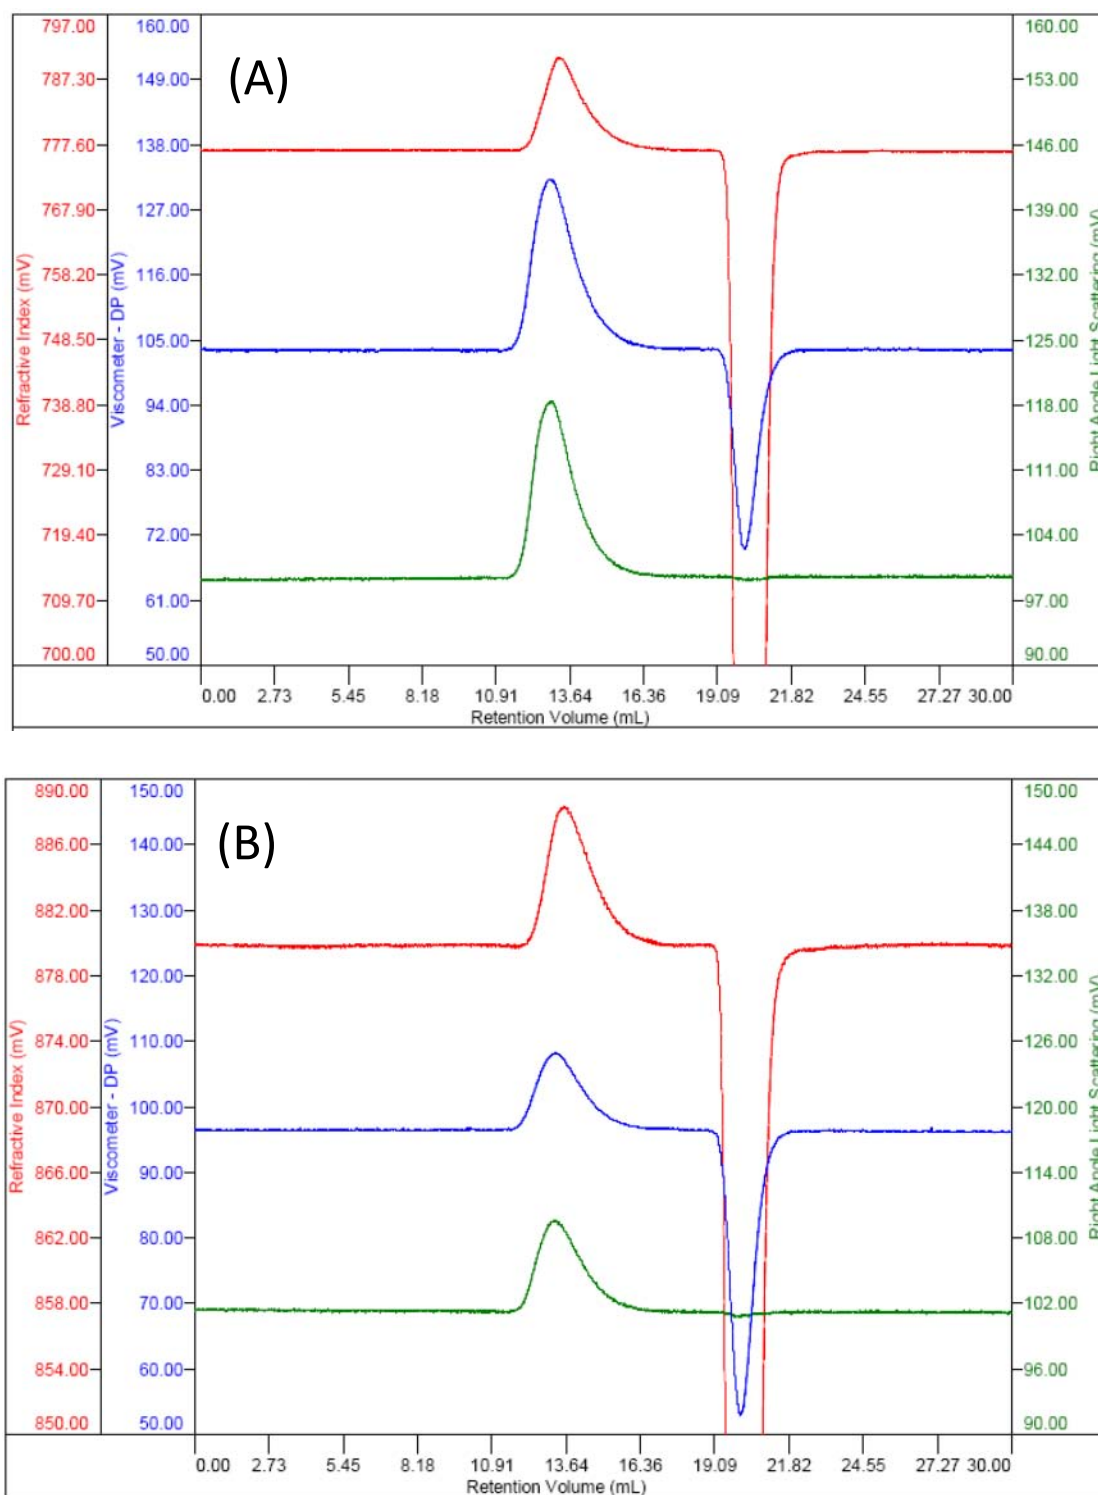 (A)
797.00 160.00 160.00
787.30 149.00 153.00
777.60 138.00 146.00
767.90 127.00 139.00
758.20 116.00 132.00
748.50 105.00 125.00
738.80 94.00 118.00
729.10 83.00 111.00
719.40 72.00 104.00
709.70 61.00 97.00
700.00 50.00 90.00
Refractive Index (mV)
Viscometer - DP (mV)
Right Angle Light Scattering (mV)
0.00 2.73 5.45 8.18 10.91 13.64 16.36 19.09 21.82 24.55 27.27 30.00
Retention Volume (mL)
(B)
890.00 150.00 150.00
886.00 140.00 144.00
882.00 130.00 138.00
878.00 120.00 132.00
874.00 110.00 126.00
870.00 100.00 120.00
866.00 90.00 114.00
862.00 80.00 108.00
858.00 70.00 102.00
854.00 60.00 96.00
850.00 50.00 90.00
Refractive Index (mV)
Viscometer - DP (mV)
Right Angle Light Scattering (mV)
0.00 2.73 5.45 8.18 10.91 13.64 16.36 19.09 21.82 24.55 27.27 30.00
Retention Volume (mL)